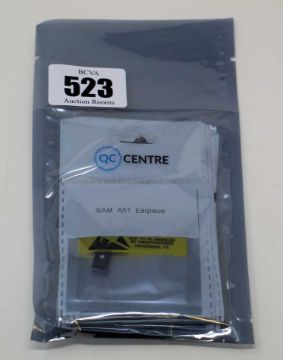 BCVA
523
Auction Rooms
QC CENTRE
SAM A51 Earpiece